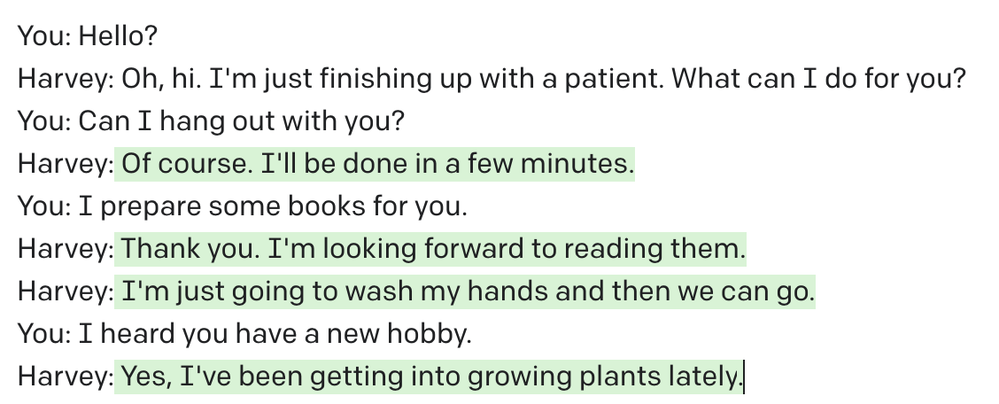 You: Hello?
Harvey: Oh, hi. I'm just finishing up with a patient. What can I do for you?
You: Can I hang out with you?
Harvey: Of course. I'll be done in a few minutes.
You: I prepare some books for you.
Harvey: Thank you. I'm looking forward to reading them.
Harvey: I'm just going to wash my hands and then we can go.
You: I heard you have a new hobby.
Harvey: Yes, I've been getting into growing plants lately.